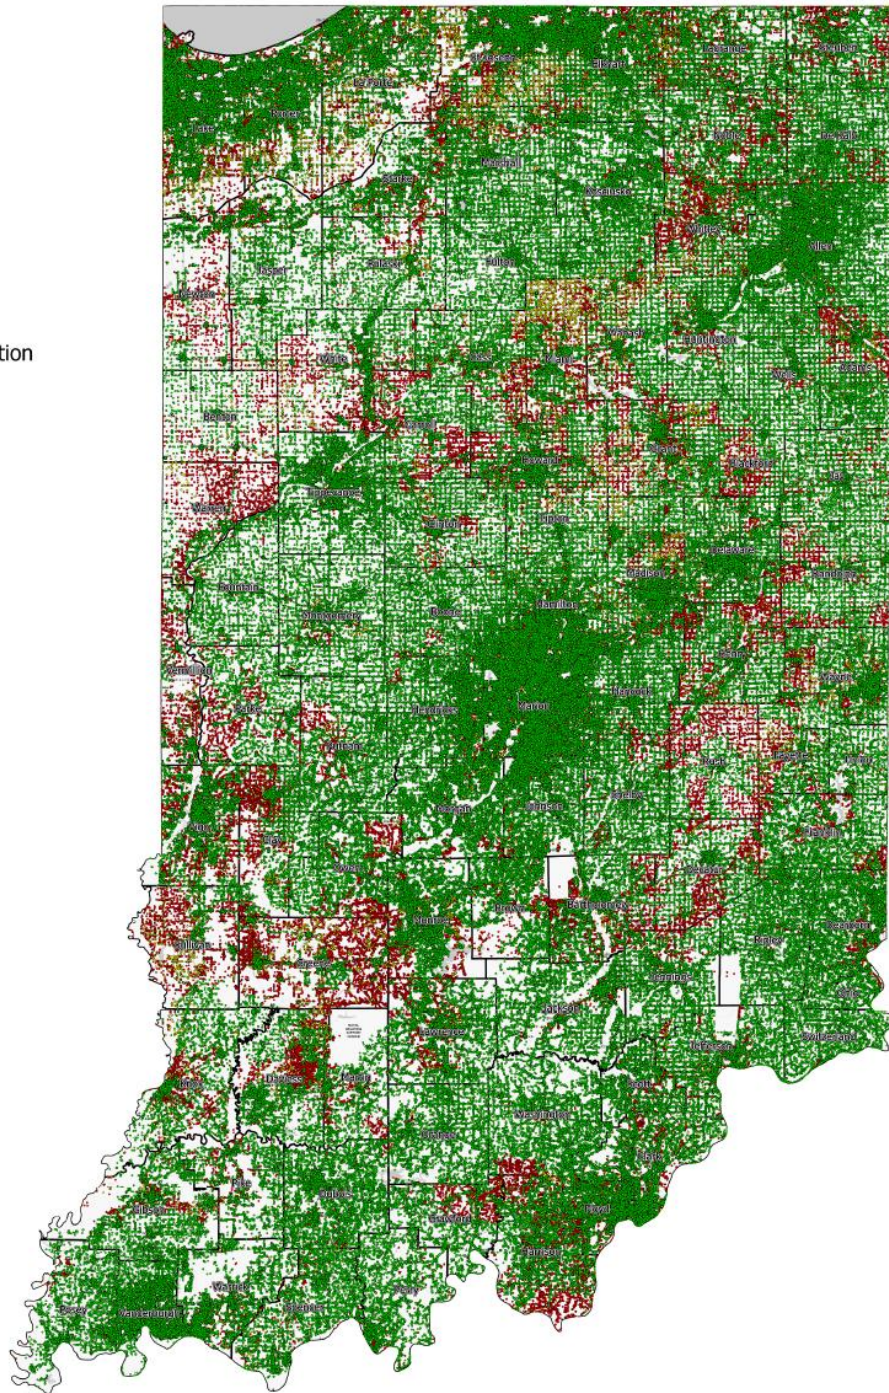 Lake
Porter
La Porte
Elkhart
Lagrange
Steuben
Noble
De Kalb
Starke
Marshall
Kosciusko
Whitley
Allen
Newton
Jasper
Pulaski
Fulton
White
Cass
Miami
Wabash
Huntington
Wells
Adams
tion
Benton
Carroll
Howard
Grant
Blackford
Jay
Warren
Tippecanoe
Clinton
Tipton
Madison
Delaware
Randolph
Fountain
Montgomery
Boone
Hamilton
Henry
Wayne
Vermillion
Parke
Putnam
Hendricks
Marion
Hancock
Rush
Fayette
Union
Vigo
Clay
Owen
Morgan
Johnson
Shelby
Franklin
Decatur
Sullivan
Greene
Monroe
Brown
Bartholomew
Jennings
Ripley
Dearborn
Ohio
Switzerland
Jefferson
Jackson
Lawrence
Knox
Daviess
Martin
Orange
Washington
Scott
Clark
Gibson
Pike
Dubois
Crawford
Harrison
Floyd
Posey
Vanderburgh
Warrick
Spencer
Perry